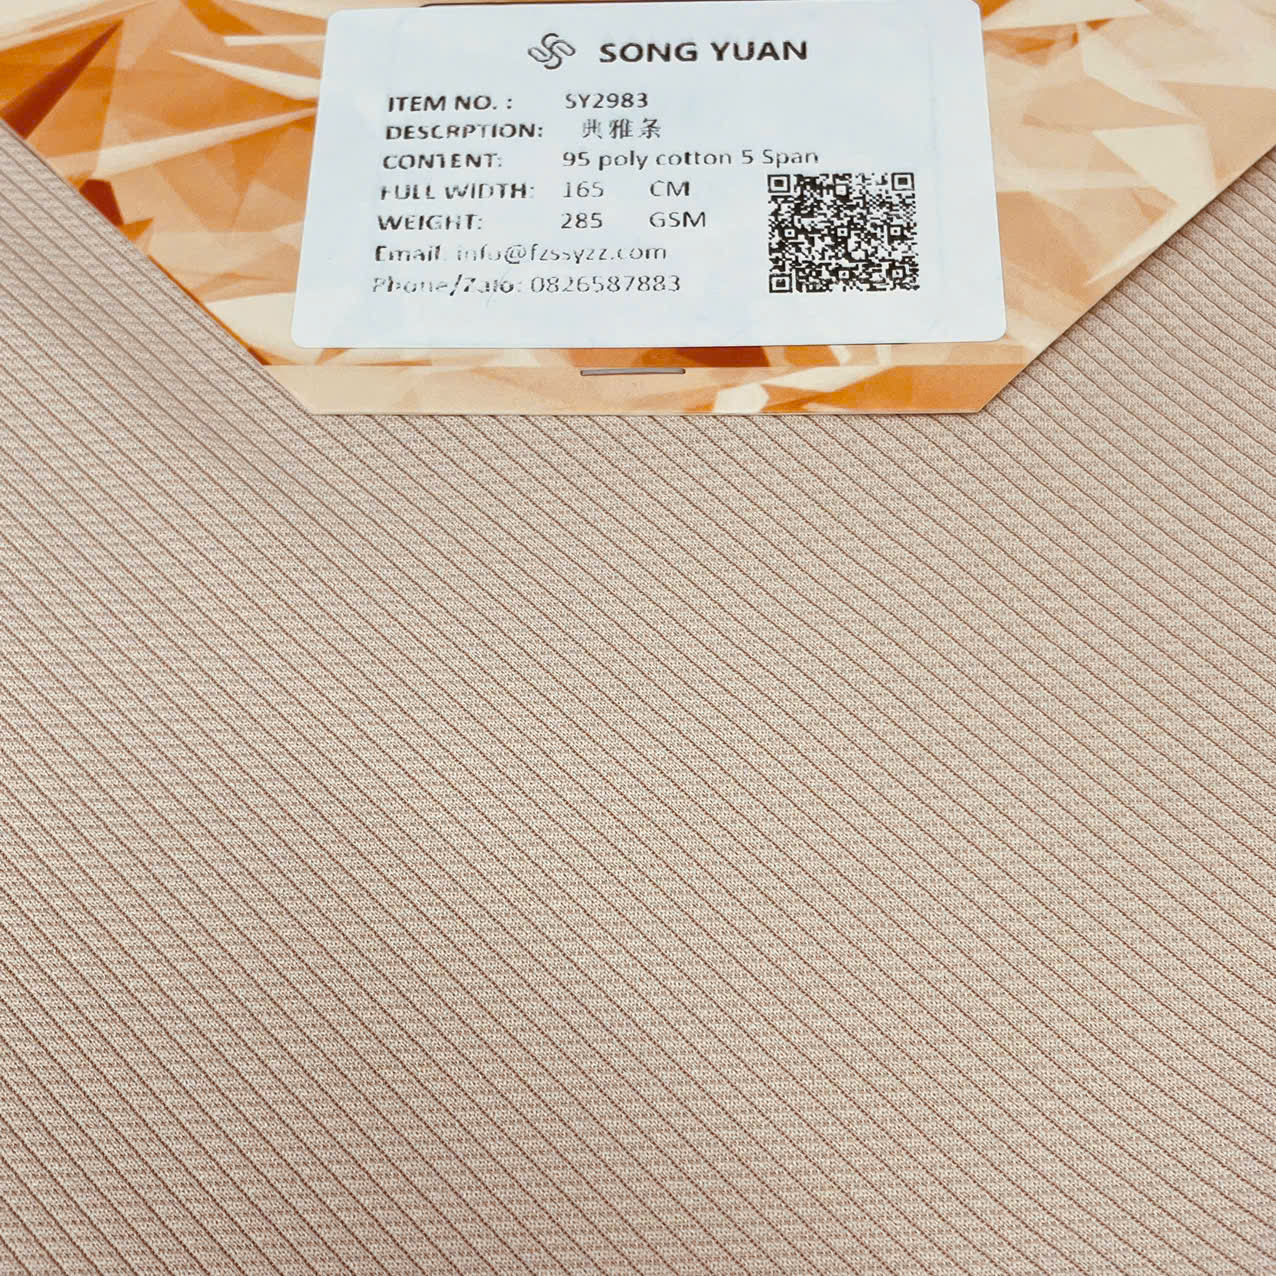 SONG YUAN
ITEM NO. : SY2983
DESCRPTION: 典雅条
CONTENT: 95 poly cotton 5 Span
FULL WIDTH: 165 CM
WEIGHT: 285 GSM
Email: info@fzssyzz.com
Phone/Zalo: 0826587883